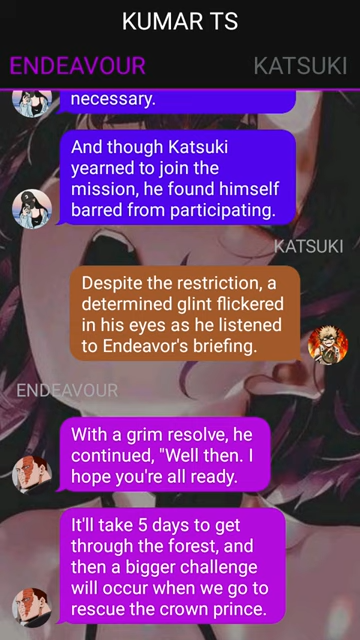 KUMAR TS
ENDEAVOUR
KATSUKI
necessary.
And though Katsuki
yearned to join the
mission, he found himself
barred from participating.
KATSUKI
Despite the restriction, a
determined glint flickered
in his eyes as he listened
to Endeavor's briefing.
ENDEAVOUR
With a grim resolve, he
continued, "Well then. I
hope you're all ready.
It'll take 5 days to get
through the forest, and
then a bigger challenge
will occur when we go to
rescue the crown prince.